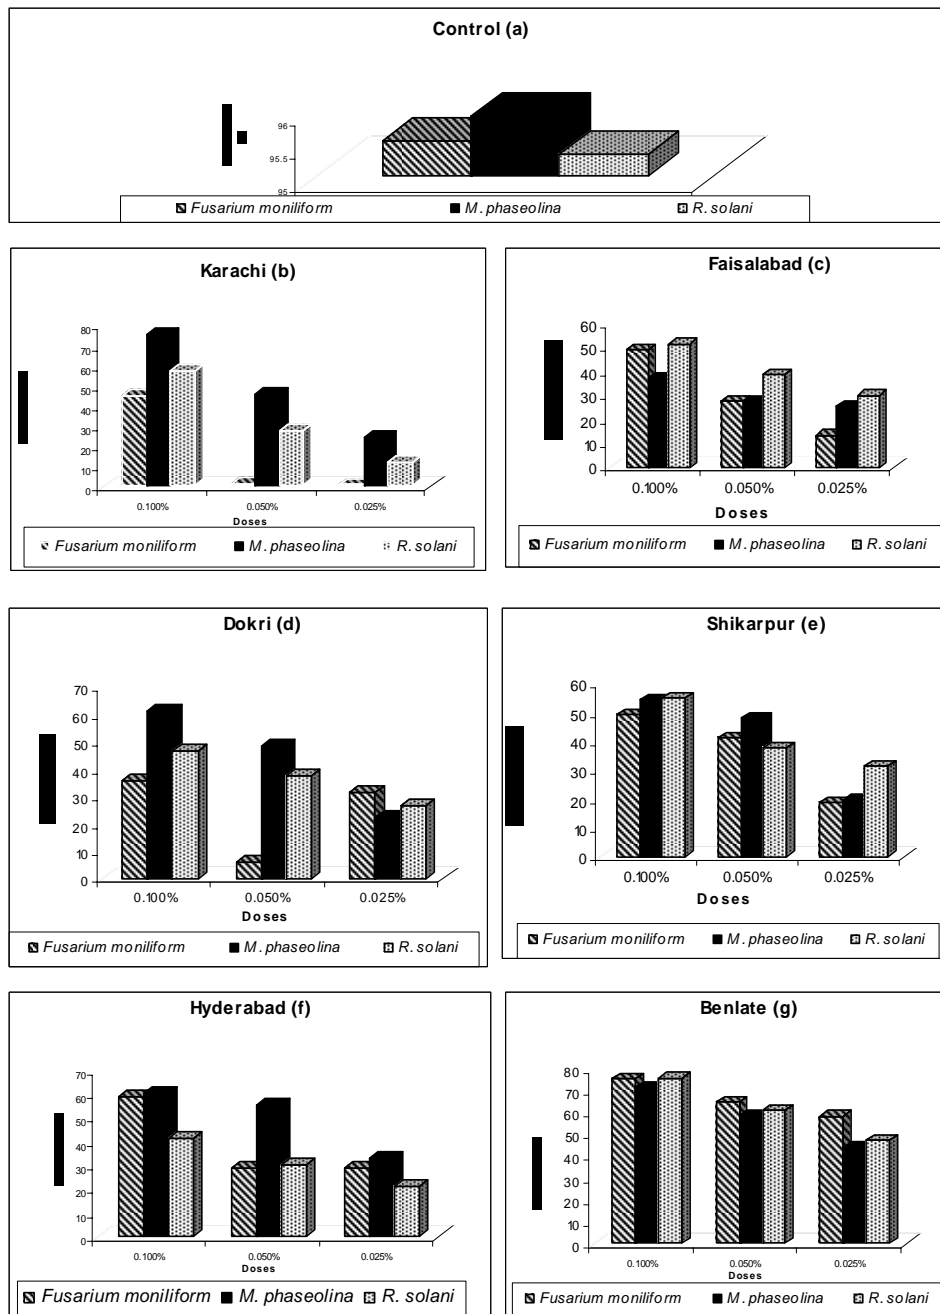 Control (a)
96
95.5
95
Fusarium moniliform M. phaseolina R. solani
Karachi (b)
80
70
60
50
40
30
20
10
0
0.100% 0.050% 0.025%
Doses
Fusarium moniliform M. phaseolina R. solani
Faisalabad (c)
60
50
40
30
20
10
0
0.100% 0.050% 0.025%
Doses
Fusarium moniliform M. phaseolina R. solani
Dokri (d)
70
60
50
40
30
20
10
0
0.100% 0.050% 0.025%
Doses
Fusarium moniliform M. phaseolina R. solani
Shikarpur (e)
60
50
40
30
20
10
0
0.100% 0.050% 0.025%
Doses
Fusarium moniliform M. phaseolina R. solani
Hyderabad (f)
70
60
50
40
30
20
10
0
0.100% 0.050% 0.025%
Fusarium moniliform M. phaseolina R. solani
Benlate (g)
80
70
60
50
40
30
20
10
0
0.100% 0.050% 0.025%
Doses
Fusarium moniliform M. phaseolina R. solani